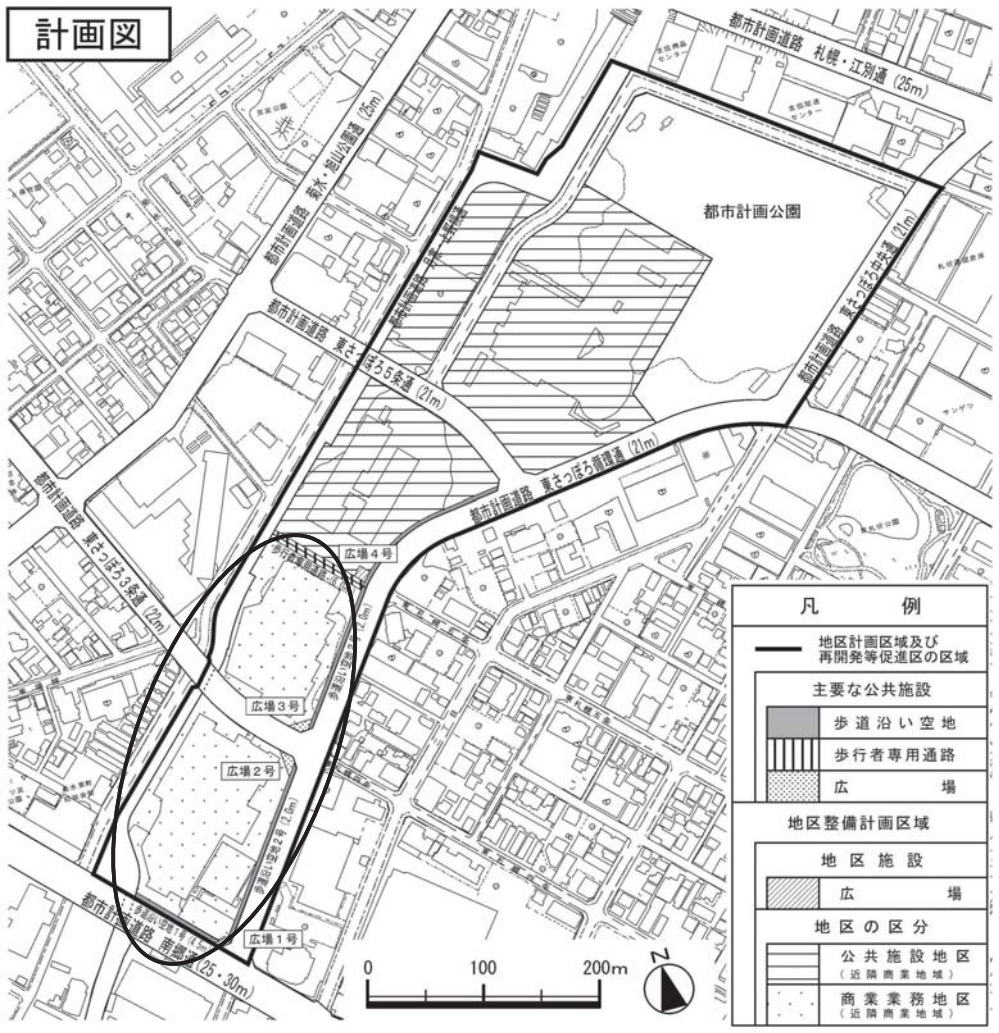 計画図
都市計画道路 札幌・江別通 (25m)
都市計画道路 菊水・旭山公園通 (25m)
都市計画公園
都市計画道路 東さっぽろ中央通 (21m)
都市計画道路 東さっぽろ5条通 (21m)
都市計画道路 東さっぽろ循環通 (21m)
都市計画道路 東さっぽろ3条通 (22m)
広場4号
広場3号
広場2号
歩道沿い空地2号 (2.0m)
広場1号
都市計画道路 南郷通 (25・30m)
サンゲツ
凡例
地区計画区域及び
再開発等促進区の区域
主要な公共施設
歩道沿い空地
歩行者専用通路
広場
地区整備計画区域
地区施設
広場
地区の区分
公共施設地区
(近隣商業地域)
商業業務地区
(近隣商業地域)
0 100 200m
N